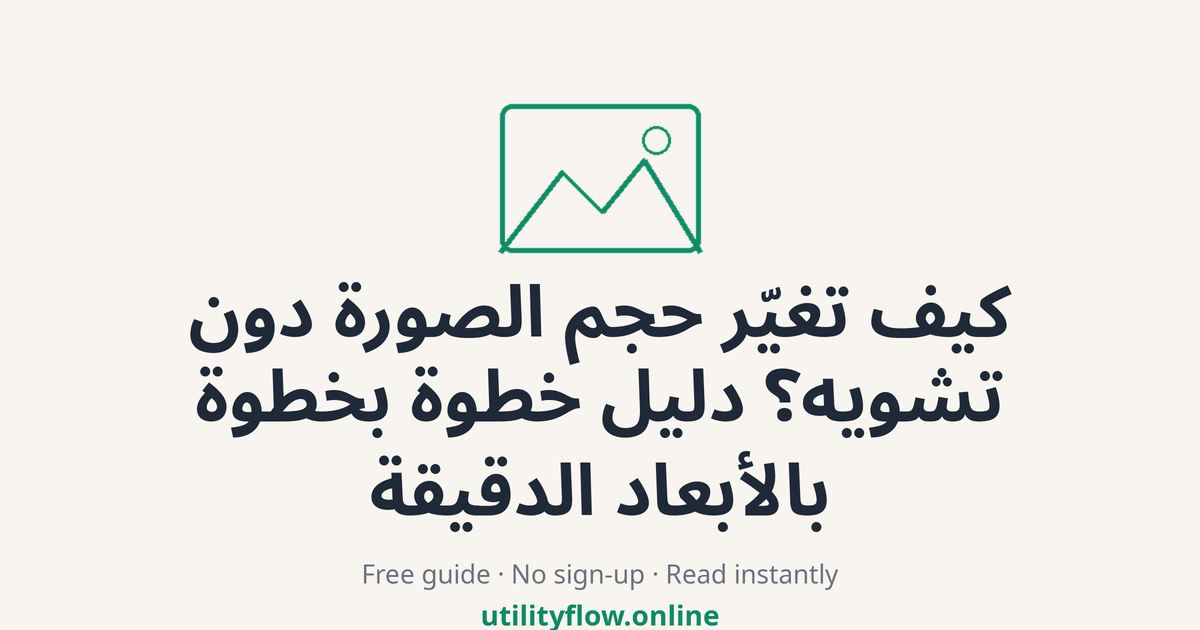 كيف تغيّر حجم الصورة دون
تشويه؟ دليل خطوة بخطوة
بالأبعاد الدقيقة
Free guide · No sign-up · Read instantly
utilityflow.online